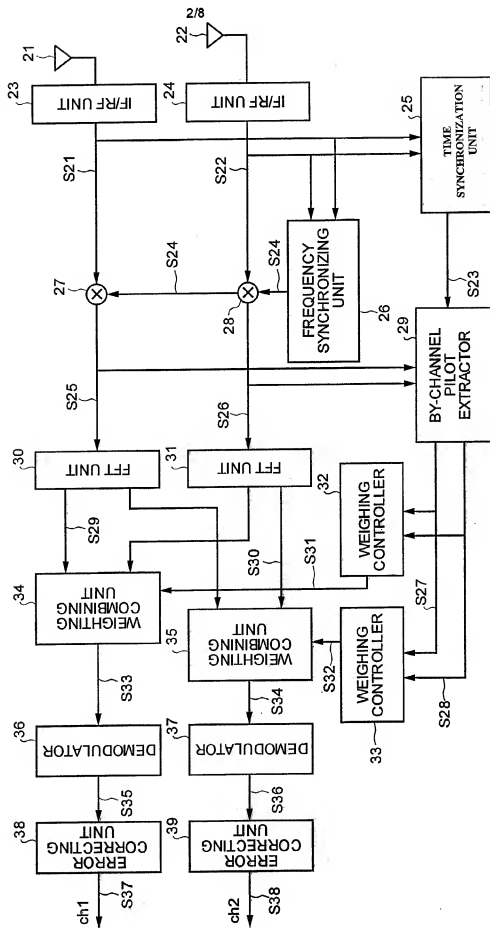 2/8
21
22
23
IF/RF UNIT
24
IF/RF UNIT
25
TIME
SYNCHRONIZATION
UNIT
S21
S22
S23
S24
S24
27
28
FREQUENCY
SYNCHRONIZING
UNIT
26
29
BY-CHANNEL
PILOT
EXTRACTOR
S25
S26
30
FFT UNIT
31
FFT UNIT
S29
S30
S27
S28
32
WEIGHING
CONTROLLER
33
WEIGHING
CONTROLLER
S31
S32
34
WEIGHTING
COMBINING
UNIT
35
WEIGHTING
COMBINING
UNIT
S33
S34
36
DEMODULATOR
37
DEMODULATOR
S35
S36
38
ERROR
CORRECTING
UNIT
39
ERROR
CORRECTING
UNIT
ch1
S37
ch2
S38